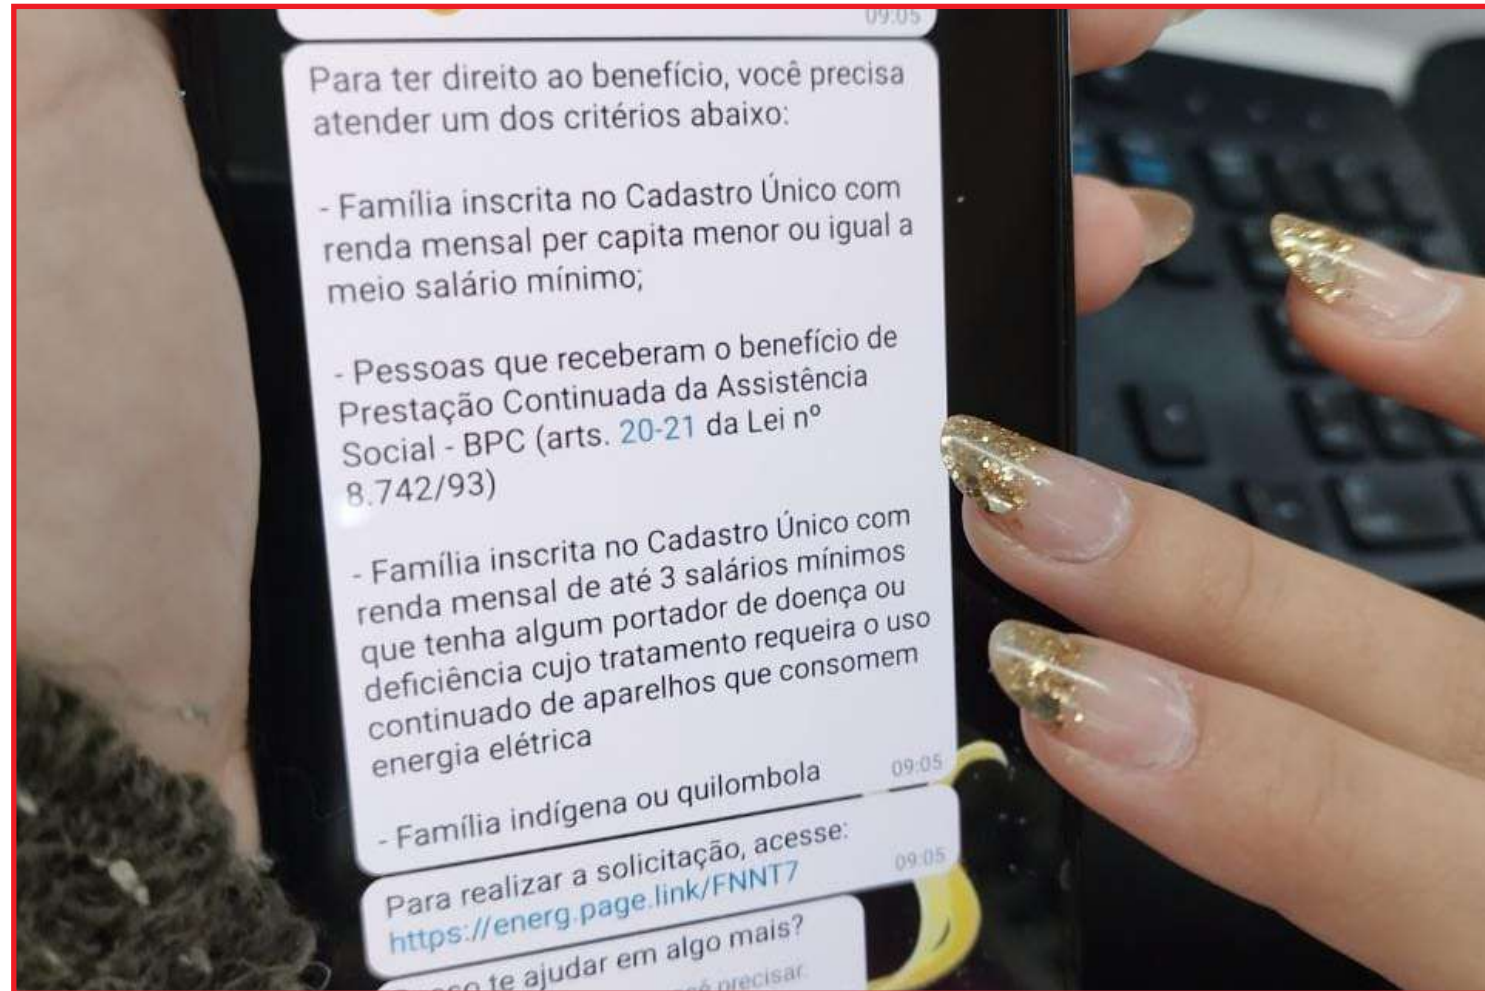 09:05
Para ter direito ao benefício, você precisa
atender um dos critérios abaixo:
- Família inscrita no Cadastro Único com
renda mensal per capita menor ou igual a
meio salário mínimo;
- Pessoas que receberam o benefício de
Prestação Continuada da Assistência
Social - BPC (arts. 20-21 da Lei nº
8.742/93)
- Família inscrita no Cadastro Único com
renda mensal de até 3 salários mínimos
que tenha algum portador de doença ou
deficiência cujo tratamento requeira o uso
continuado de aparelhos que consomem
energia elétrica
- Família indígena ou quilombola
09:05
Para realizar a solicitação, acesse:
https://energ.page.link/FNNT7
09:05
te ajudar em algo mais?
precisar